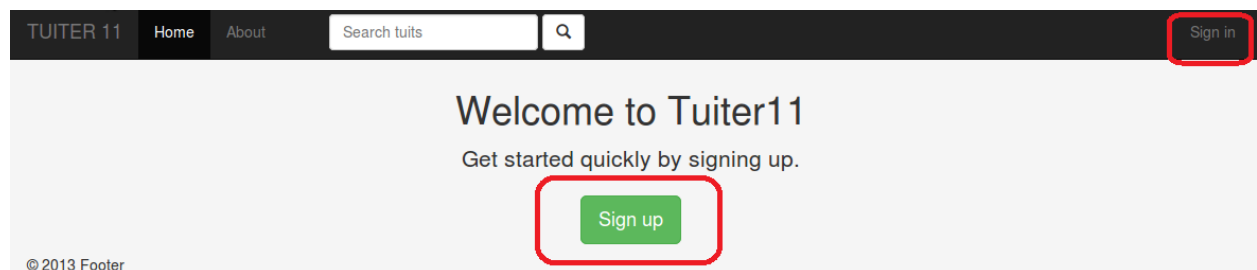 TUITER 11 Home About Search tuits Sign in
Welcome to Tuiter11
Get started quickly by signing up.
Sign up
© 2013 Footer